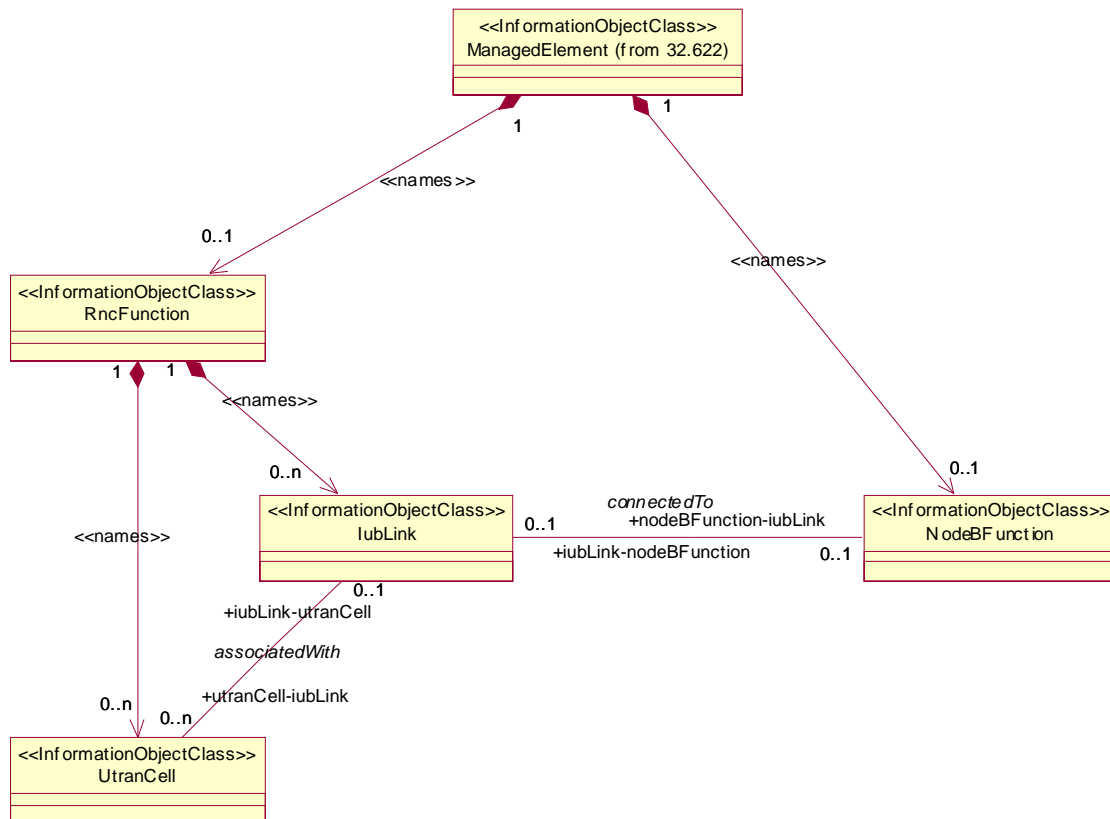 <<InformationObjectClass>>
ManagedElement (from 32.622)
1
1
<<names>>
0..1
<<names>>
<<InformationObjectClass>>
RncFunction
1
1
<<names>>
0..n
0..1
<<InformationObjectClass>>
IubLink
connectedTo
+nodeBFunction-iubLink
0..1
+iubLink-nodeBFunction
0..1
<<InformationObjectClass>>
NodeBFunction
<<names>>
0..1
+iubLink-utranCell
associatedWith
+utranCell-iubLink
0..n
0..n
<<InformationObjectClass>>
UtranCell